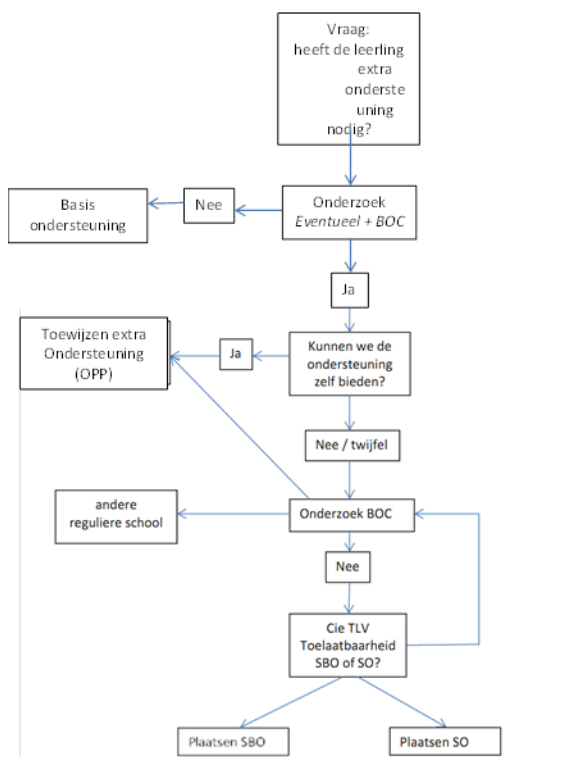 Vraag:
heeft de leerling
extra
onderste
uning
nodig?
Onderzoek
Eventueel + BOC
Nee
Basis
ondersteuning
Ja
Kunnen we de
ondersteuning
zelf bieden?
Ja
Toewijzen extra
Ondersteuning
(OPP)
Nee / twijfel
Onderzoek BOC
andere
reguliere school
Nee
Cie TLV
Toelaatbaarheid
SBO of SO?
Plaatsen SBO
Plaatsen SO